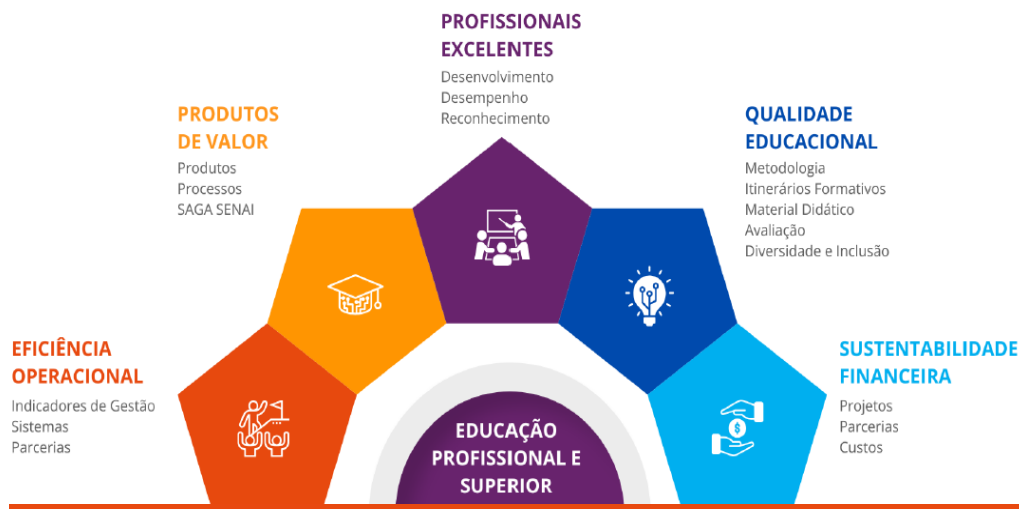 PROFISSIONAIS
EXCELENTES
Desenvolvimento
Desempenho
Reconhecimento
PRODUTOS
DE VALOR
Produtos
Processos
SAGA SENAI
QUALIDADE
EDUCACIONAL
Metodologia
Itinerários Formativos
Material Didático
Avaliação
Diversidade e Inclusão
EFICIÊNCIA
OPERACIONAL
Indicadores de Gestão
Sistemas
Parcerias
SUSTENTABILIDADE
FINANCEIRA
Projetos
Parcerias
Custos
EDUCAÇÃO
PROFISSIONAL E
SUPERIOR
$